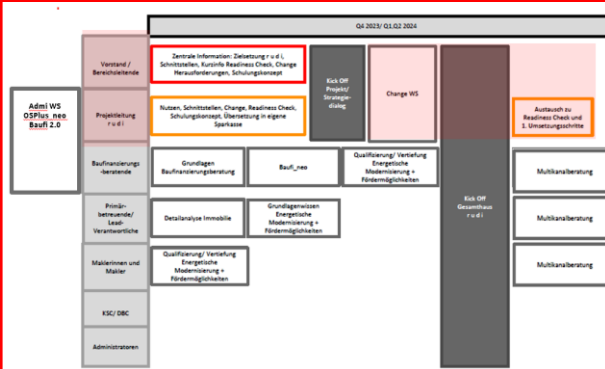 Q4 2023/ Q1,Q2 2024
Admi WS
OSPlus_neo
Baufi 2.0
Vorstand /
Bereichsleitende
Zentrale Information: Zielsetzung r u d i,
Schnittstellen, Kurzinfo Readiness Check, Change
Herausforderungen, Schulungskonzept
Kick Off
Projekt/
Strategie-
dialog
Change WS
Projektleitung
r u d i
Nutzen, Schnittstellen, Change, Readiness Check,
Schulungskonzept, Übersetzung in eigene
Sparkasse
Austausch zu
Readiness Check und
1. Umsetzungsschritte
Baufinanzierungs
-beratende
Grundlagen
Baufinanzierungsberatung
Baufi_neo
Qualifizierung/ Vertiefung
Energetische
Modernisierung +
Fördermöglichkeiten
Multikanalberatung
Kick Off
Gesamthaus
r u d i
Primär-
betreuende/
Lead-
Verantwortliche
Detailanalyse Immobilie
Grundlagenwissen
Energetische
Modernisierung +
Fördermöglichkeiten
Multikanalberatung
Maklerinnen und
Makler
Qualifizierung/ Vertiefung
Energetische
Modernisierung +
Fördermöglichkeiten
Multikanalberatung
KSC/ DBC
Administratoren